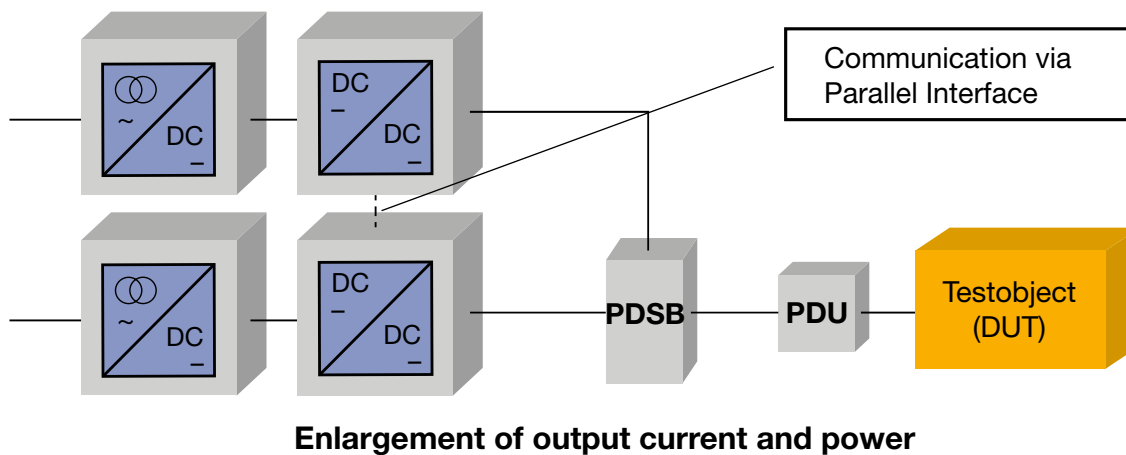 ~
DC
–
DC
–
DC
–
Communication via
Parallel Interface
~
DC
–
DC
–
DC
–
PDSB
PDU
Testobject
(DUT)
Enlargement of output current and power